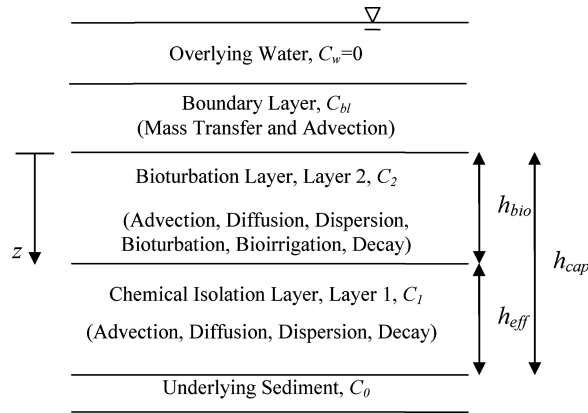 Overlying Water, C_w=0
Boundary Layer, C_bl
(Mass Transfer and Advection)
Bioturbation Layer, Layer 2, C_2
(Advection, Diffusion, Dispersion,
Bioturbation, Bioirrigation, Decay)
h_bio
z
h_cap
Chemical Isolation Layer, Layer 1, C_1
(Advection, Diffusion, Dispersion, Decay)
h_eff
Underlying Sediment, C_0